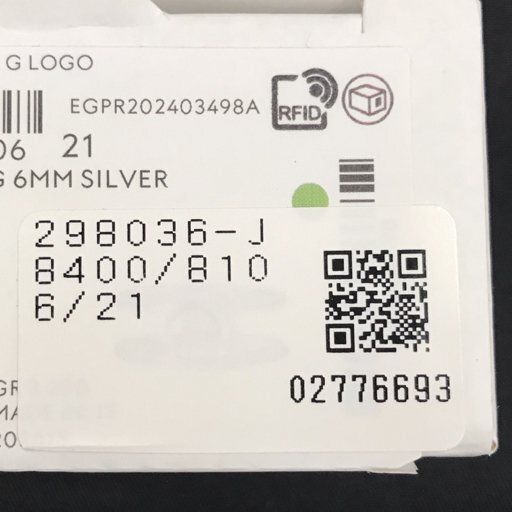 G LOGO
EGPR202403498A
RFID
06 21
G 6MM SILVER
298036-J
8400/810
6/21
02776693